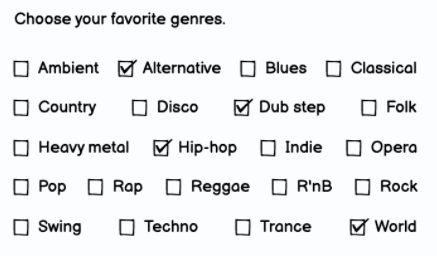 Choose your favorite genres.
Ambient Alternative Blues Classical
Country Disco Dub step Folk
Heavy metal Hip-hop Indie Opera
Pop Rap Reggae R'nB Rock
Swing Techno Trance World